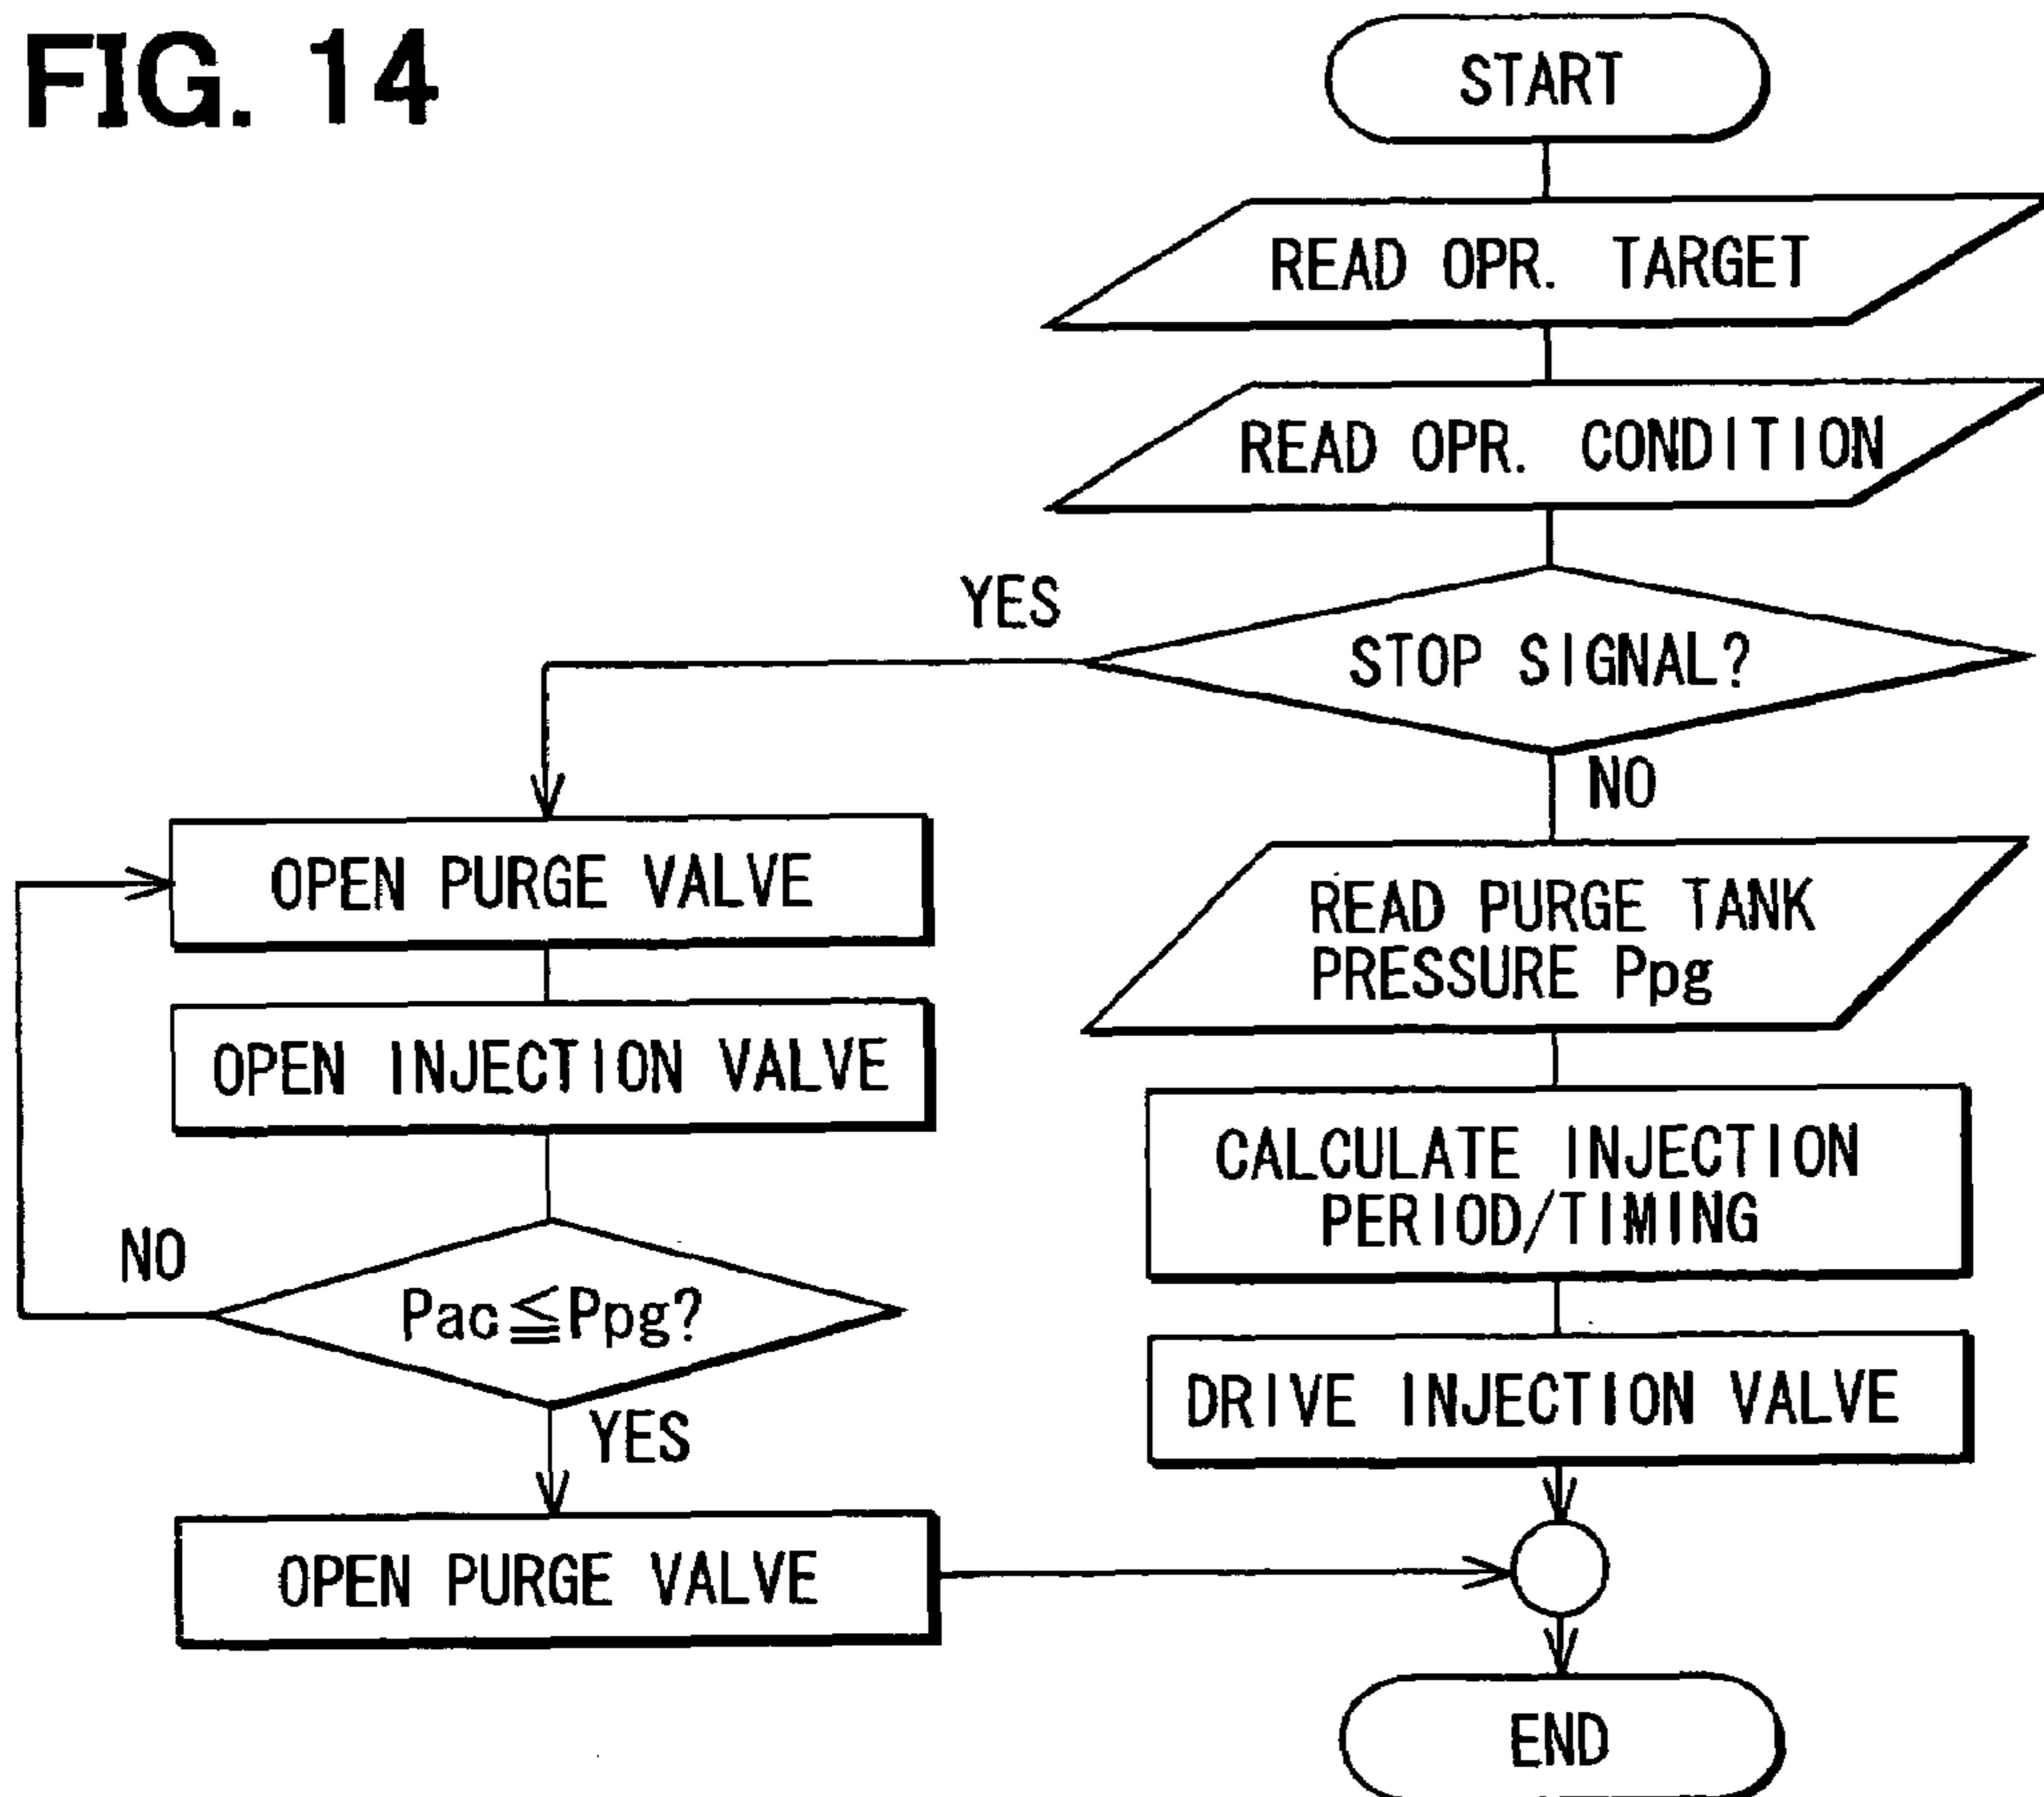 FIG. 14
START
READ OPR. TARGET
READ OPR. CONDITION
YES
STOP SIGNAL?
NO
OPEN PURGE VALVE
READ PURGE TANK
PRESSURE Ppg
OPEN INJECTION VALVE
CALCULATE INJECTION
PERIOD/TIMING
NO
Pac≦Ppg?
DRIVE INJECTION VALVE
YES
OPEN PURGE VALVE
END